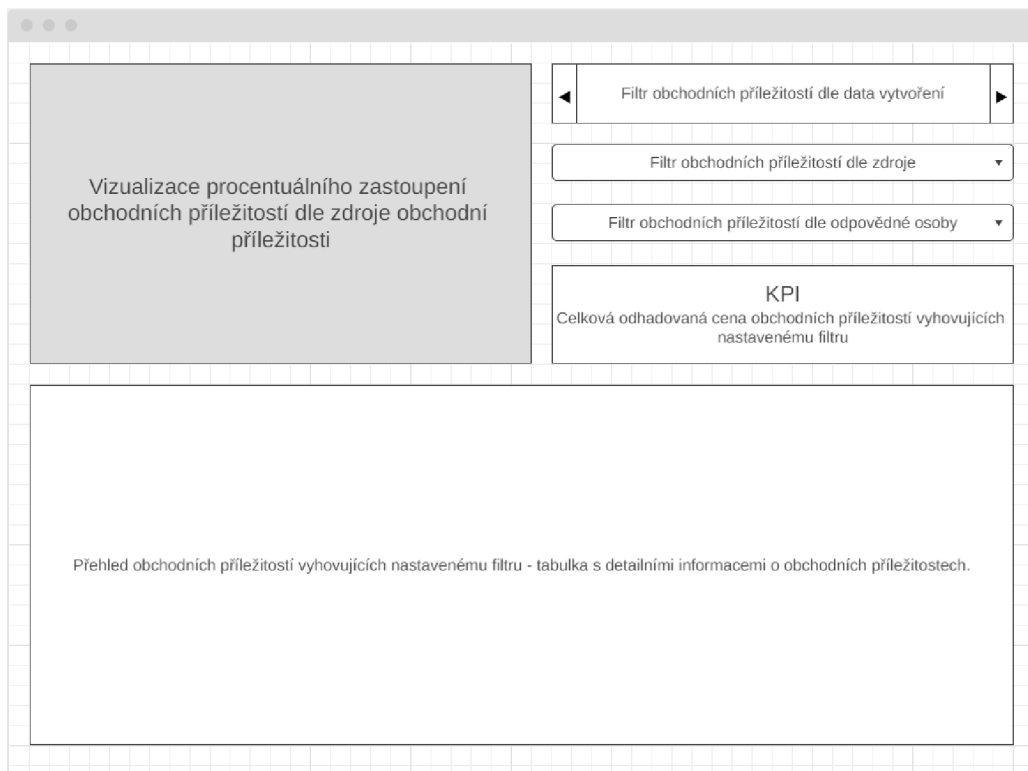 Vizualizace procentuálního zastoupení
obchodních příležitostí dle zdroje obchodní
příležitosti
Filtr obchodních příležitostí dle data vytvoření
Filtr obchodních příležitostí dle zdroje
Filtr obchodních příležitostí dle odpovědné osoby
KPI
Celková odhadovaná cena obchodních příležitostí vyhovujících
nastavenému filtru
Přehled obchodních příležitostí vyhovujících nastavenému filtru - tabulka s detailními informacemi o obchodních příležitostech.